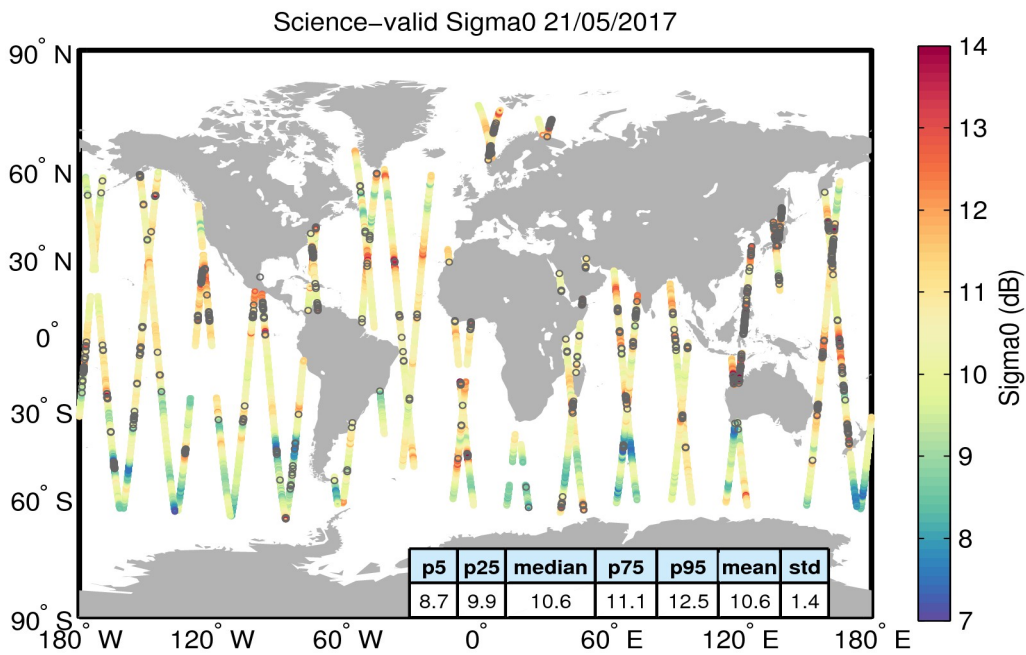 Science−valid Sigma0 21/05/2017
90° N
60° N
30° N
0°
30° S
60° S
90° S
180° W
120° W
60° W
0°
60° E
120° E
180° E
p5 p25 median p75 p95 mean std
8.7 9.9 10.6 11.1 12.5 10.6 1.4
14
13
12
11
10
9
8
7
Sigma0 (dB)